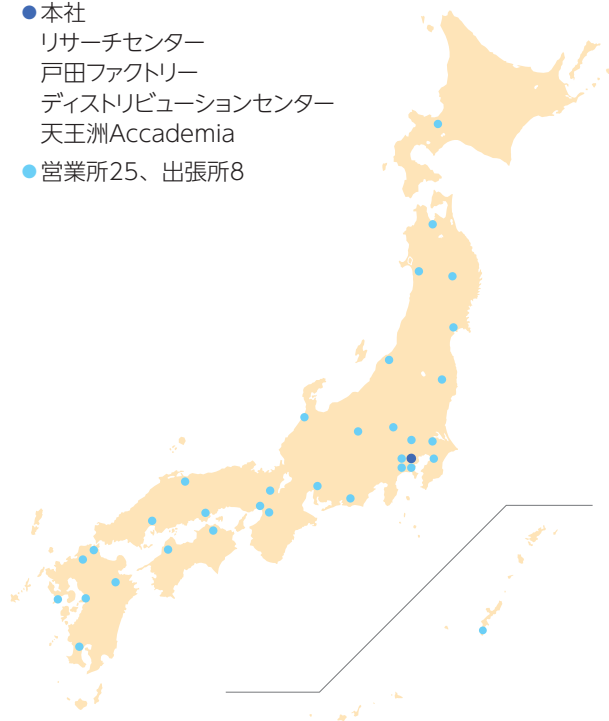 本社
リサーチセンター
戸田ファクトリー
ディストリビューションセンター
天王洲Accademia
営業所25、出張所8